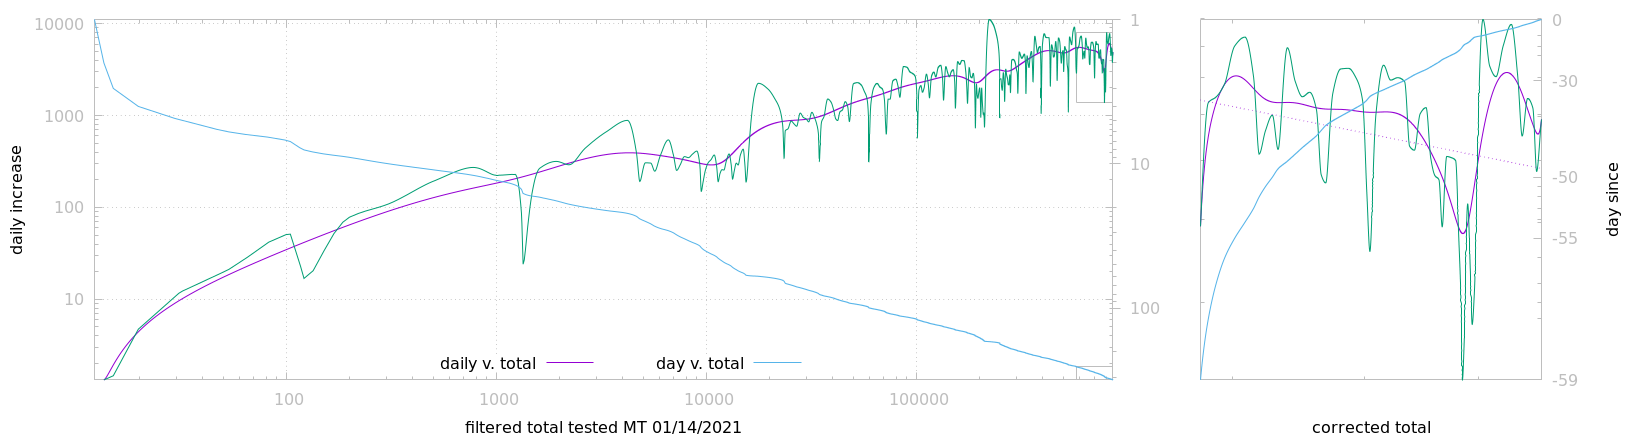 10000
1000
100
10
daily increase
100
1000
10000
100000
filtered total tested MT 01/14/2021
daily v. total
day v. total
1
10
100
0
-30
-50
-55
-59
day since
corrected total